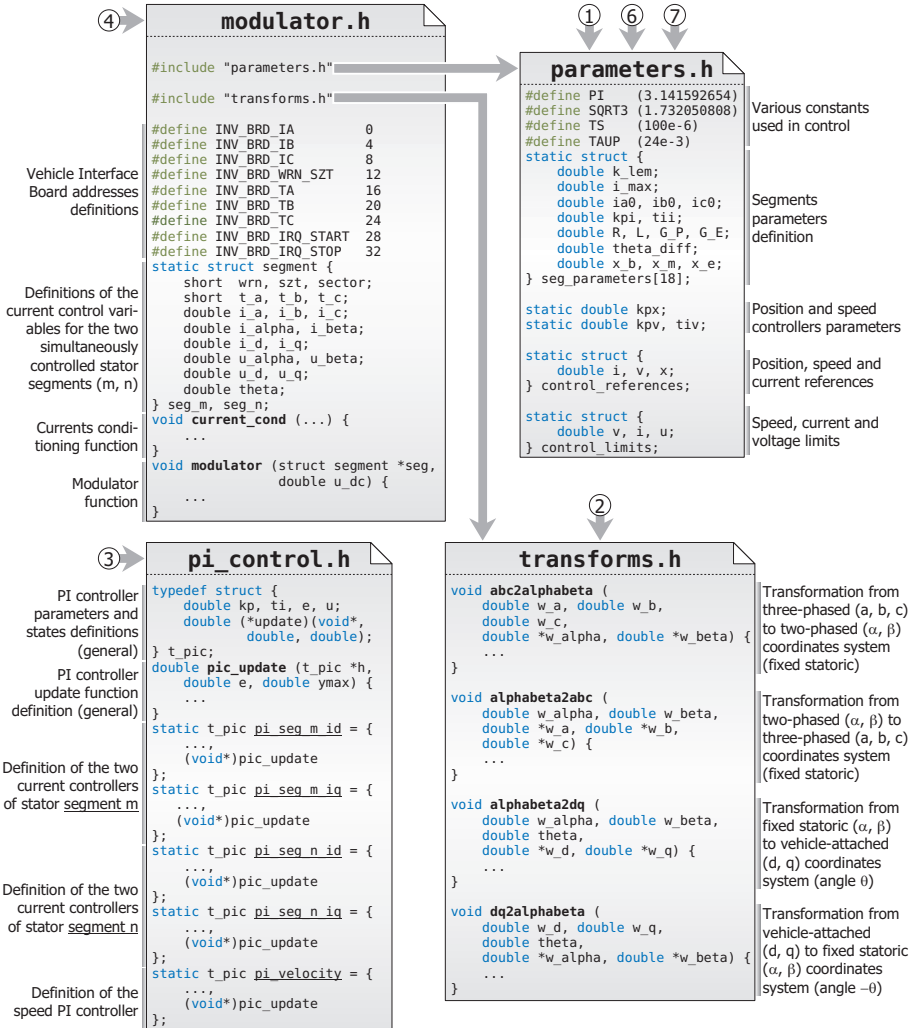 ④
modulator.h
#include "parameters.h"
#include "transforms.h"
Vehicle Interface
Board addresses
definitions
#define INV_BRD_IA 0
#define INV_BRD_IB 4
#define INV_BRD_IC 8
#define INV_BRD_WRN_SZT 12
#define INV_BRD_TA 16
#define INV_BRD_TB 20
#define INV_BRD_TC 24
#define INV_BRD_IRQ_START 28
#define INV_BRD_IRQ_STOP 32
Definitions of the
current control vari-
ables for the two
simultaneously
controlled stator
segments (m, n)
static struct segment {
short wrn, szt, sector;
short t_a, t_b, t_c;
double i_a, i_b, i_c;
double i_alpha, i_beta;
double i_d, i_q;
double u_alpha, u_beta;
double u_d, u_q;
double theta;
} seg_m, seg_n;
Currents condi-
tioning function
void current_cond (...) {
...
}
Modulator
function
void modulator (struct segment *seg,
double u_dc) {
...
}
① ⑥ ⑦
parameters.h
#define PI (3.141592654)
#define SQRT3 (1.732050808)
#define TS (100e-6)
#define TAUP (24e-3)
Various constants
used in control
static struct {
double k_lem;
double i_max;
double ia0, ib0, ic0;
double kpi, tii;
double R, L, G_P, G_E;
double theta_diff;
double x_b, x_m, x_e;
} seg_parameters[18];
Segments
parameters
definition
static double kpx;
static double kpv, tiv;
Position and speed
controllers parameters
static struct {
double i, v, x;
} control_references;
Position, speed and
current references
static struct {
double v, i, u;
} control_limits;
Speed, current and
voltage limits
③
pi_control.h
PI controller
parameters and
states definitions
(general)
typedef struct {
double kp, ti, e, u;
double (*update)(void*,
double, double);
} t_pic;
PI controller
update function
definition (general)
double pic_update (t_pic *h,
double e, double ymax) {
...
}
Definition of the two
current controllers
of stator segment m
static t_pic pi_seg_m_id = {
...,
(void*)pic_update
};
static t_pic pi_seg_m_iq = {
...,
(void*)pic_update
};
Definition of the two
current controllers
of stator segment n
static t_pic pi_seg_n_id = {
...,
(void*)pic_update
};
static t_pic pi_seg_n_iq = {
...,
(void*)pic_update
};
Definition of the
speed PI controller
static t_pic pi_velocity = {
...,
(void*)pic_update
};
②
transforms.h
void abc2alphabeta (
double w_a, double w_b,
double w_c,
double *w_alpha, double *w_beta) {
...
}
Transformation from
three-phased (a, b, c)
to two-phased (α, β)
coordinates system
(fixed statoric)
void alphabeta2abc (
double w_alpha, double w_beta,
double *w_a, double *w_b,
double *w_c) {
...
}
Transformation from
two-phased (α, β) to
three-phased (a, b, c)
coordinates system
(fixed statoric)
void alphabeta2dq (
double w_alpha, double w_beta,
double theta,
double *w_d, double *w_q) {
...
}
Transformation from
fixed statoric (α, β)
to vehicle-attached
(d, q) coordinates
system (angle θ)
void dq2alphabeta (
double w_d, double w_q,
double theta,
double *w_alpha, double *w_beta) {
...
}
Transformation from
vehicle-attached
(d, q) to fixed statoric
(α, β) coordinates
system (angle −θ)